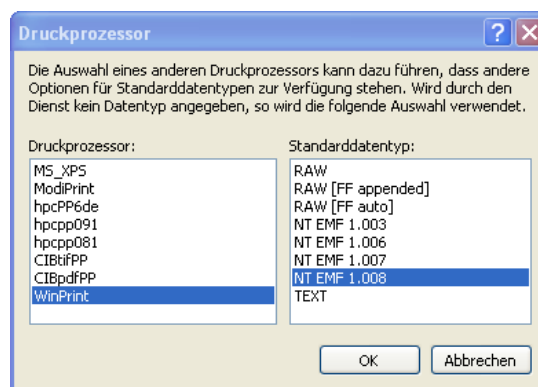 Druckprozessor
Die Auswahl eines anderen Druckprozessors kann dazu führen, dass andere
Optionen für Standarddatentypen zur Verfügung stehen. Wird durch den
Dienst kein Datentyp angegeben, so wird die folgende Auswahl verwendet.
Druckprozessor:
MS_XPS
ModiPrint
hpcPP6de
hpcpp091
hpcpp081
CIBtifPP
CIBpdfPP
WinPrint
Standarddatentyp:
RAW
RAW [FF appended]
RAW [FF auto]
NT EMF 1.003
NT EMF 1.006
NT EMF 1.007
NT EMF 1.008
TEXT
OK
Abbrechen